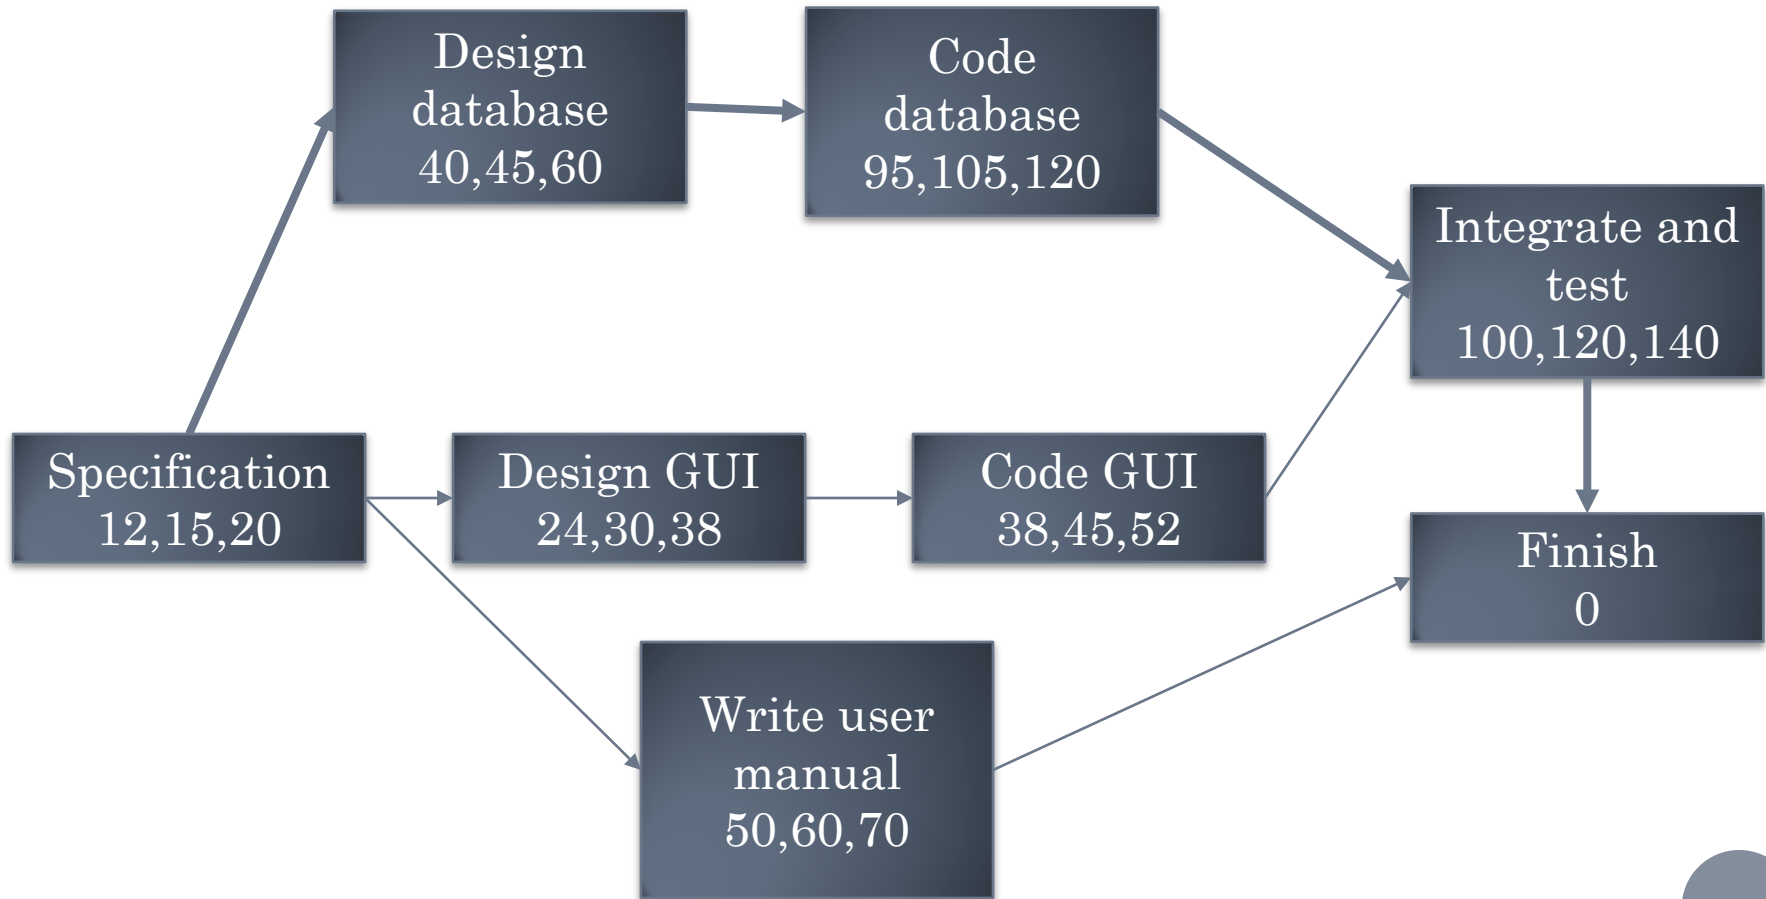 Design
database
40,45,60
Code
database
95,105,120
Integrate and
test
100,120,140
Specification
12,15,20
Design GUI
24,30,38
Code GUI
38,45,52
Finish
0
Write user
manual
50,60,70